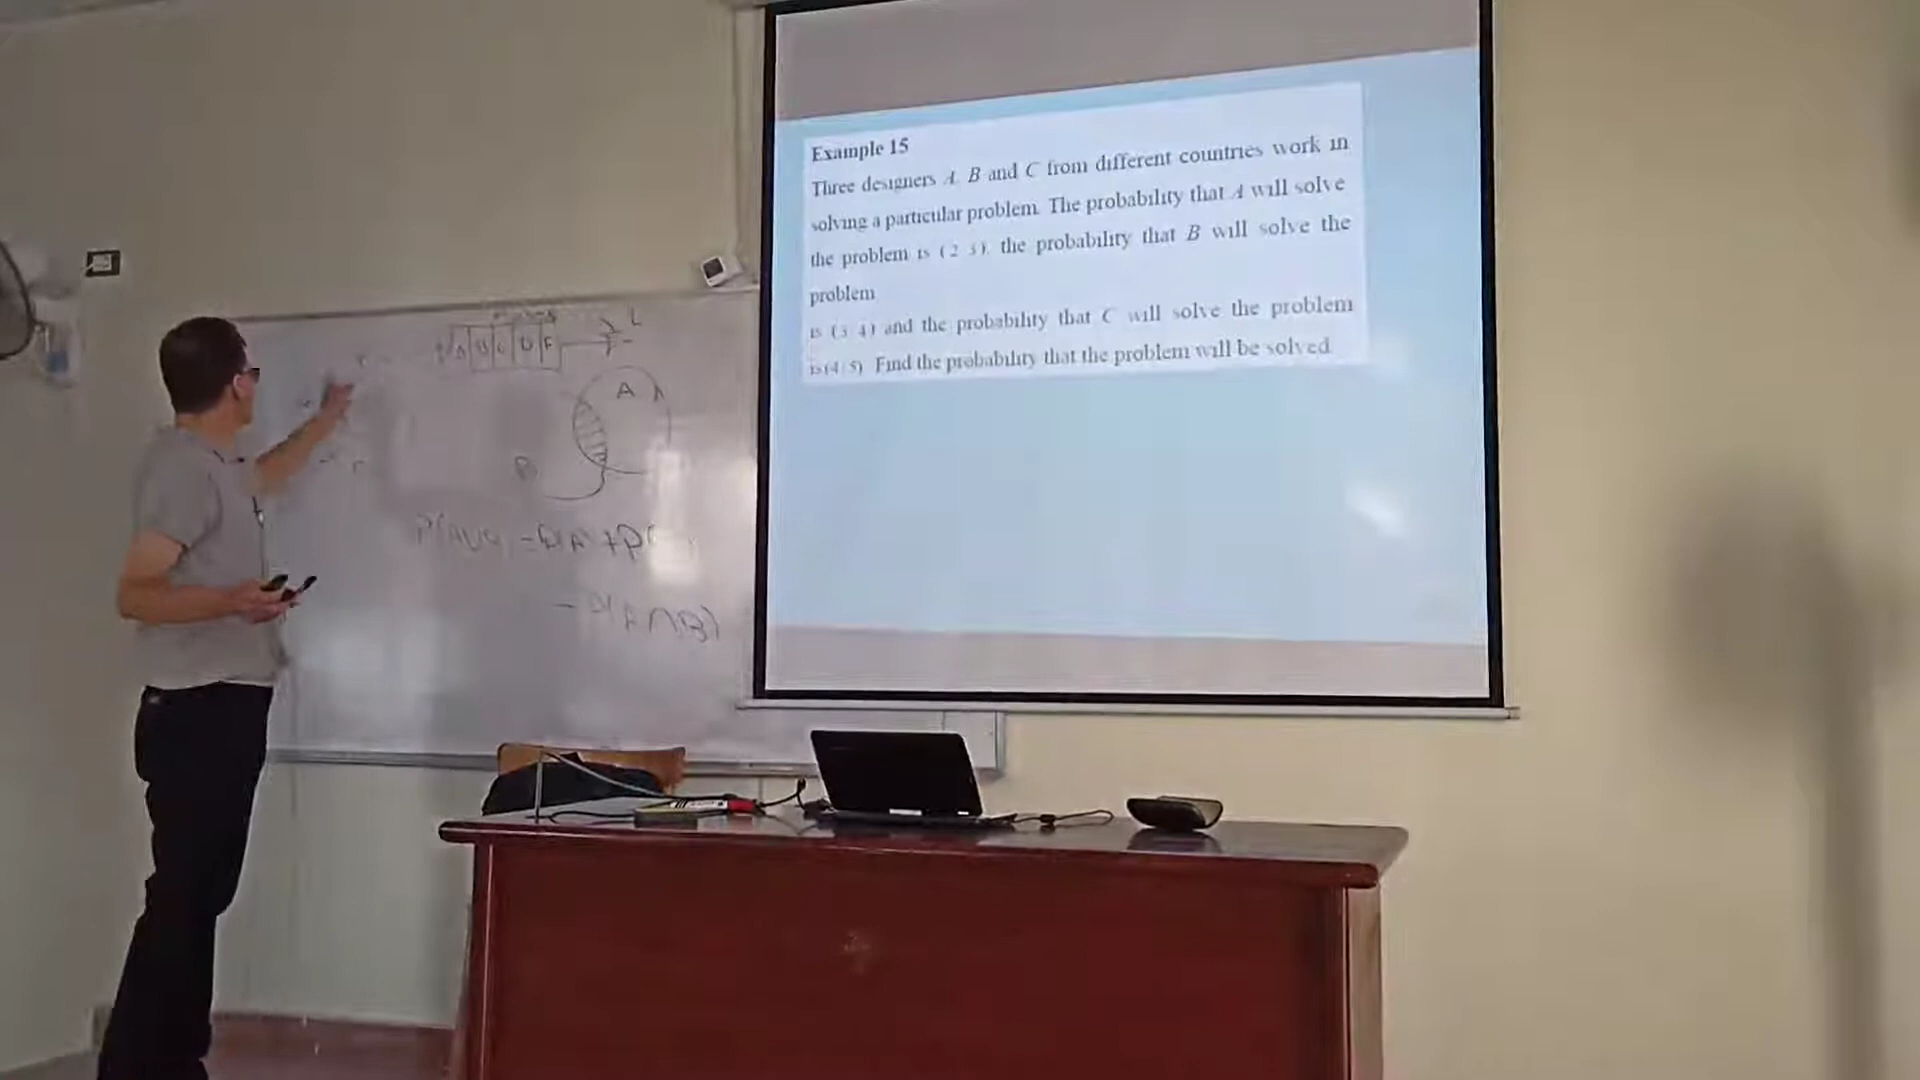 Example 15
Three designers A, B and C from different countries work in
solving a particular problem. The probability that A will solve
the problem is (2/3), the probability that B will solve the
problem
is (3/4) and the probability that C will solve the problem
is (4/5). Find the probability that the problem will be solved.
A
B
- P(A∩B)